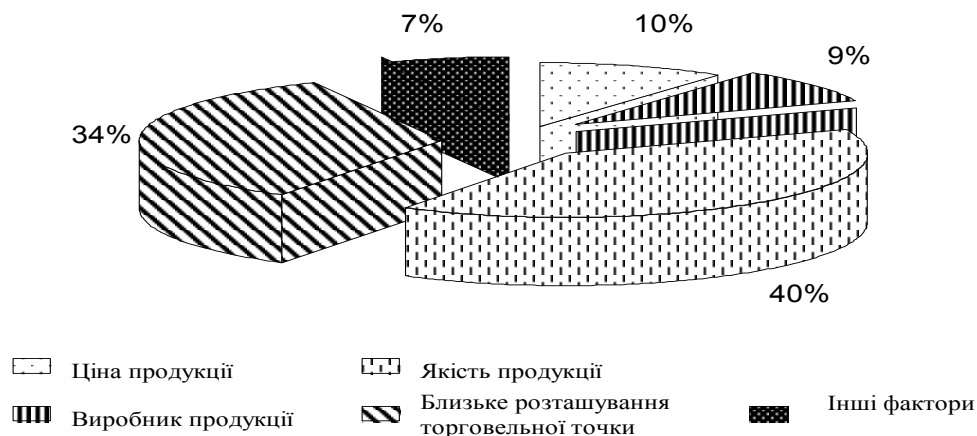 7%
10%
9%
34%
40%
Ціна продукції
Якість продукції
Виробник продукції
Близьке розташування
торговельної точки
Інші фактори